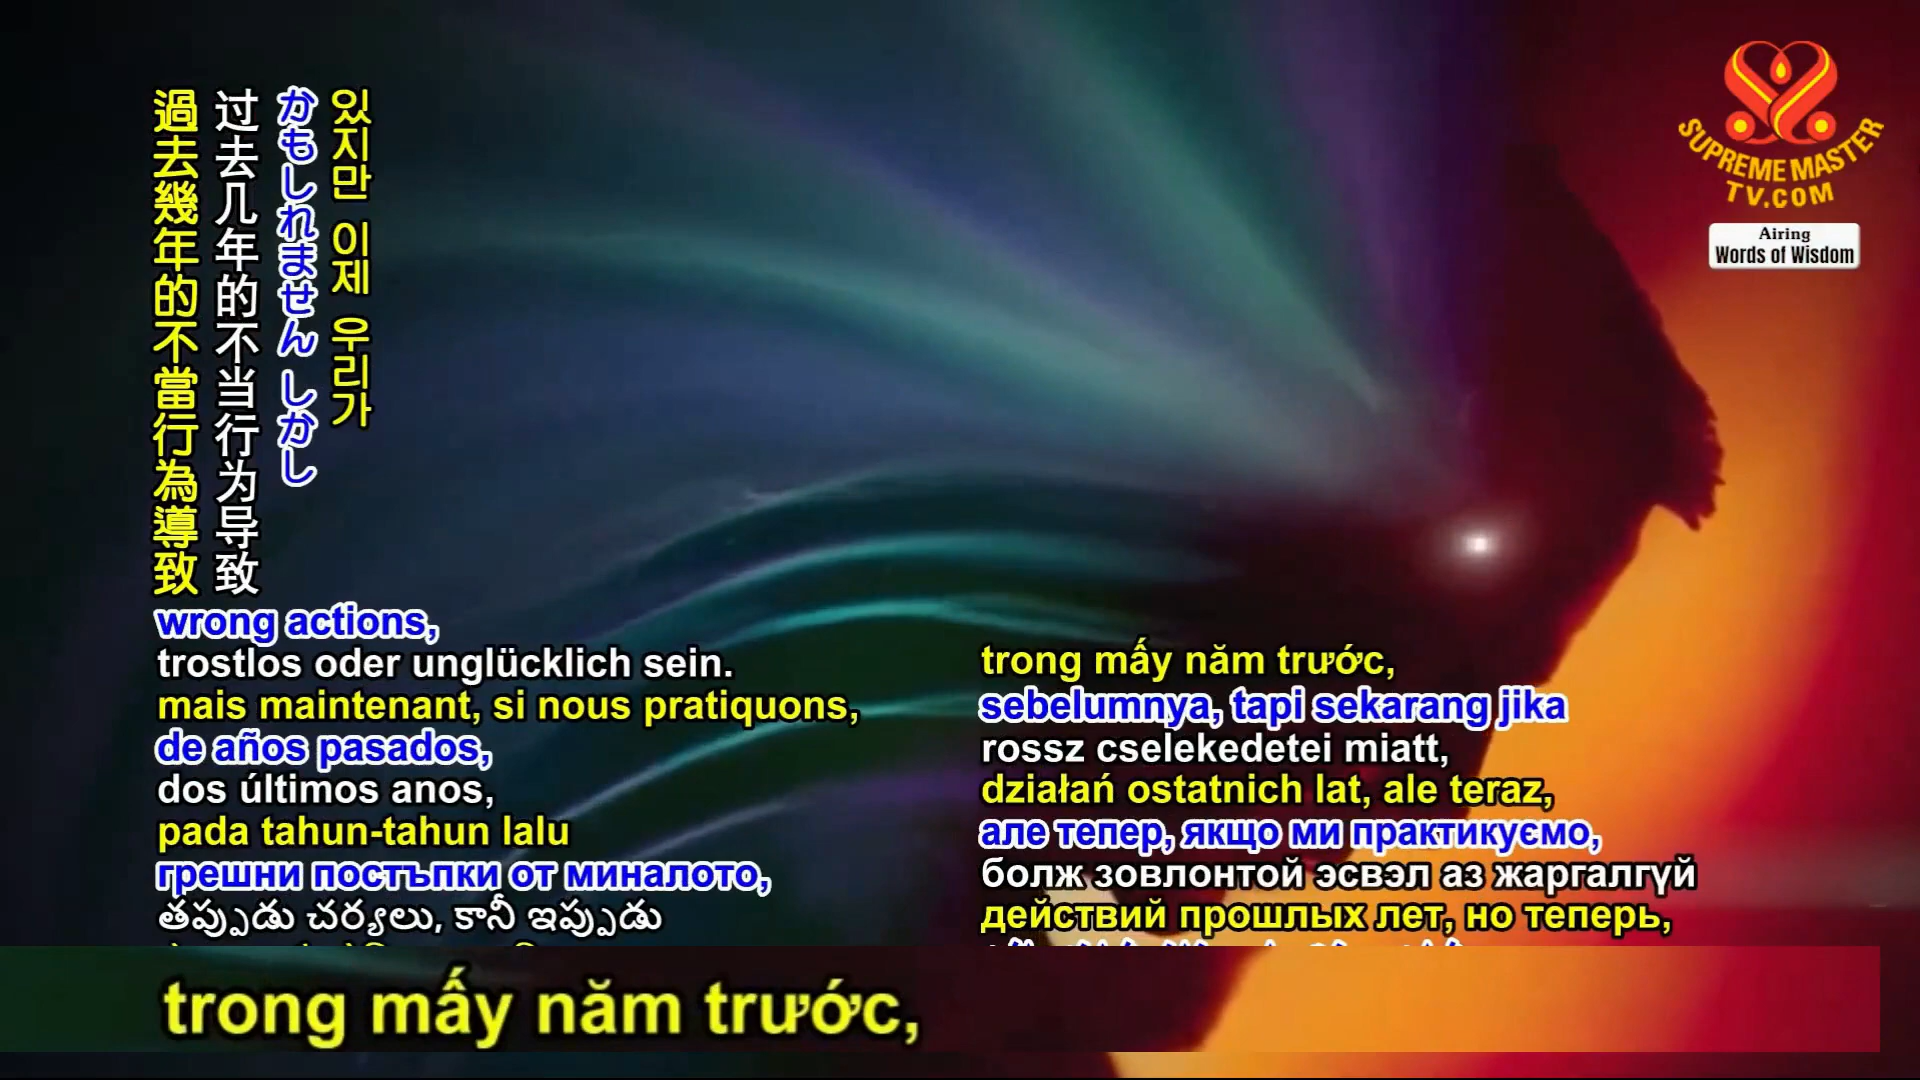 過去幾年的不當行為導致
过去几年的不当行为导致
かもしれません しかし
있지만 이제 우리가
SUPREME MASTER
TV.COM
Airing
Words of Wisdom
wrong actions,
trostlos oder unglücklich sein.
mais maintenant, si nous pratiquons,
de años pasados,
dos últimos anos,
pada tahun-tahun lalu
грешни постъпки от миналото,
తప్పుడు చర్యలు, కానీ ఇప్పుడు
trong mấy năm trước,
sebelumnya, tapi sekarang jika
rossz cselekedetei miatt,
działań ostatnich lat, ale teraz,
але тепер, якщо ми практикуємо,
болж зовлонтой эсвэл аз жаргалгүй
действий прошлых лет, но теперь,
trong mấy năm trước,